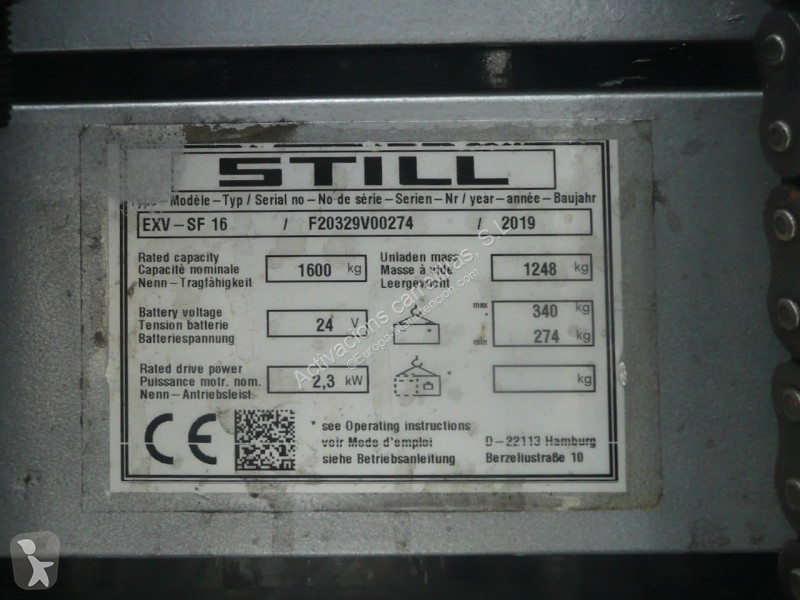 STILL
Modèle – Typ / Serial no – No de série – Serien – Nr / year – année – Baujahr
EXV – SF 16 / F20329V00274 / 2019
Rated capacity
Capacité nominale
Nenn – Tragfähigkeit
1600 kg
Unladen mass
Masse à vide
Leergewicht
1248 kg
Battery voltage
Tension batterie
Batteriespannung
24 V
max
*
min
340 kg
274 kg
Rated drive power
Puissance motr. nom.
Nenn – Antriebsleist.
2,3 kW
*
kg
CE
* see Operating instructions
voir Mode d'emploi
siehe Betriebsanleitung
D – 22113 Hamburg
Berzeliustraße 10